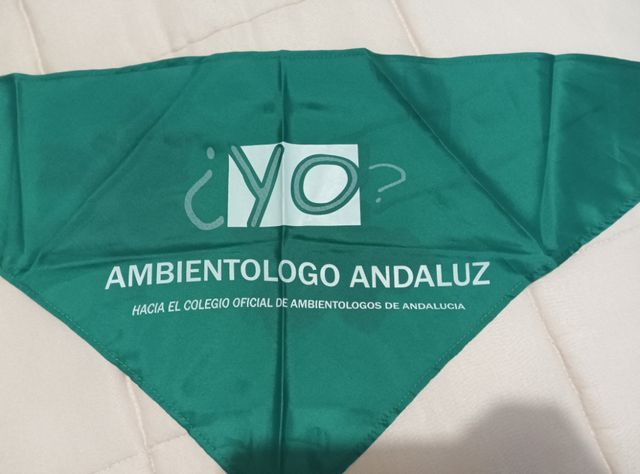 ¿YO?
AMBIENTOLOGO ANDALUZ
HACIA EL COLEGIO OFICIAL DE AMBIENTOLOGOS DE ANDALUCIA